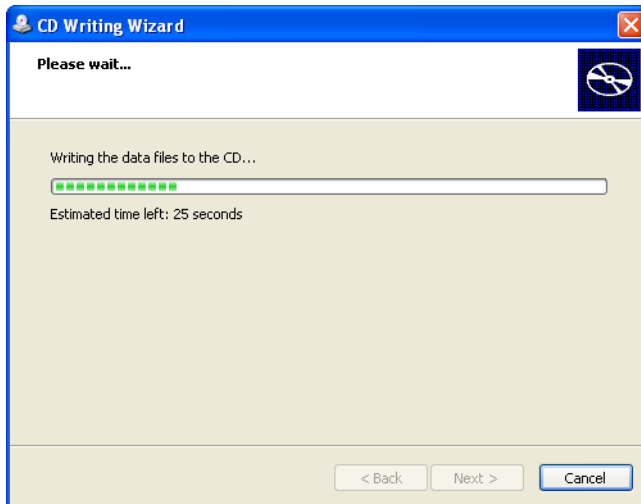 CD Writing Wizard
Please wait...
Writing the data files to the CD...
Estimated time left: 25 seconds
< Back Next > Cancel